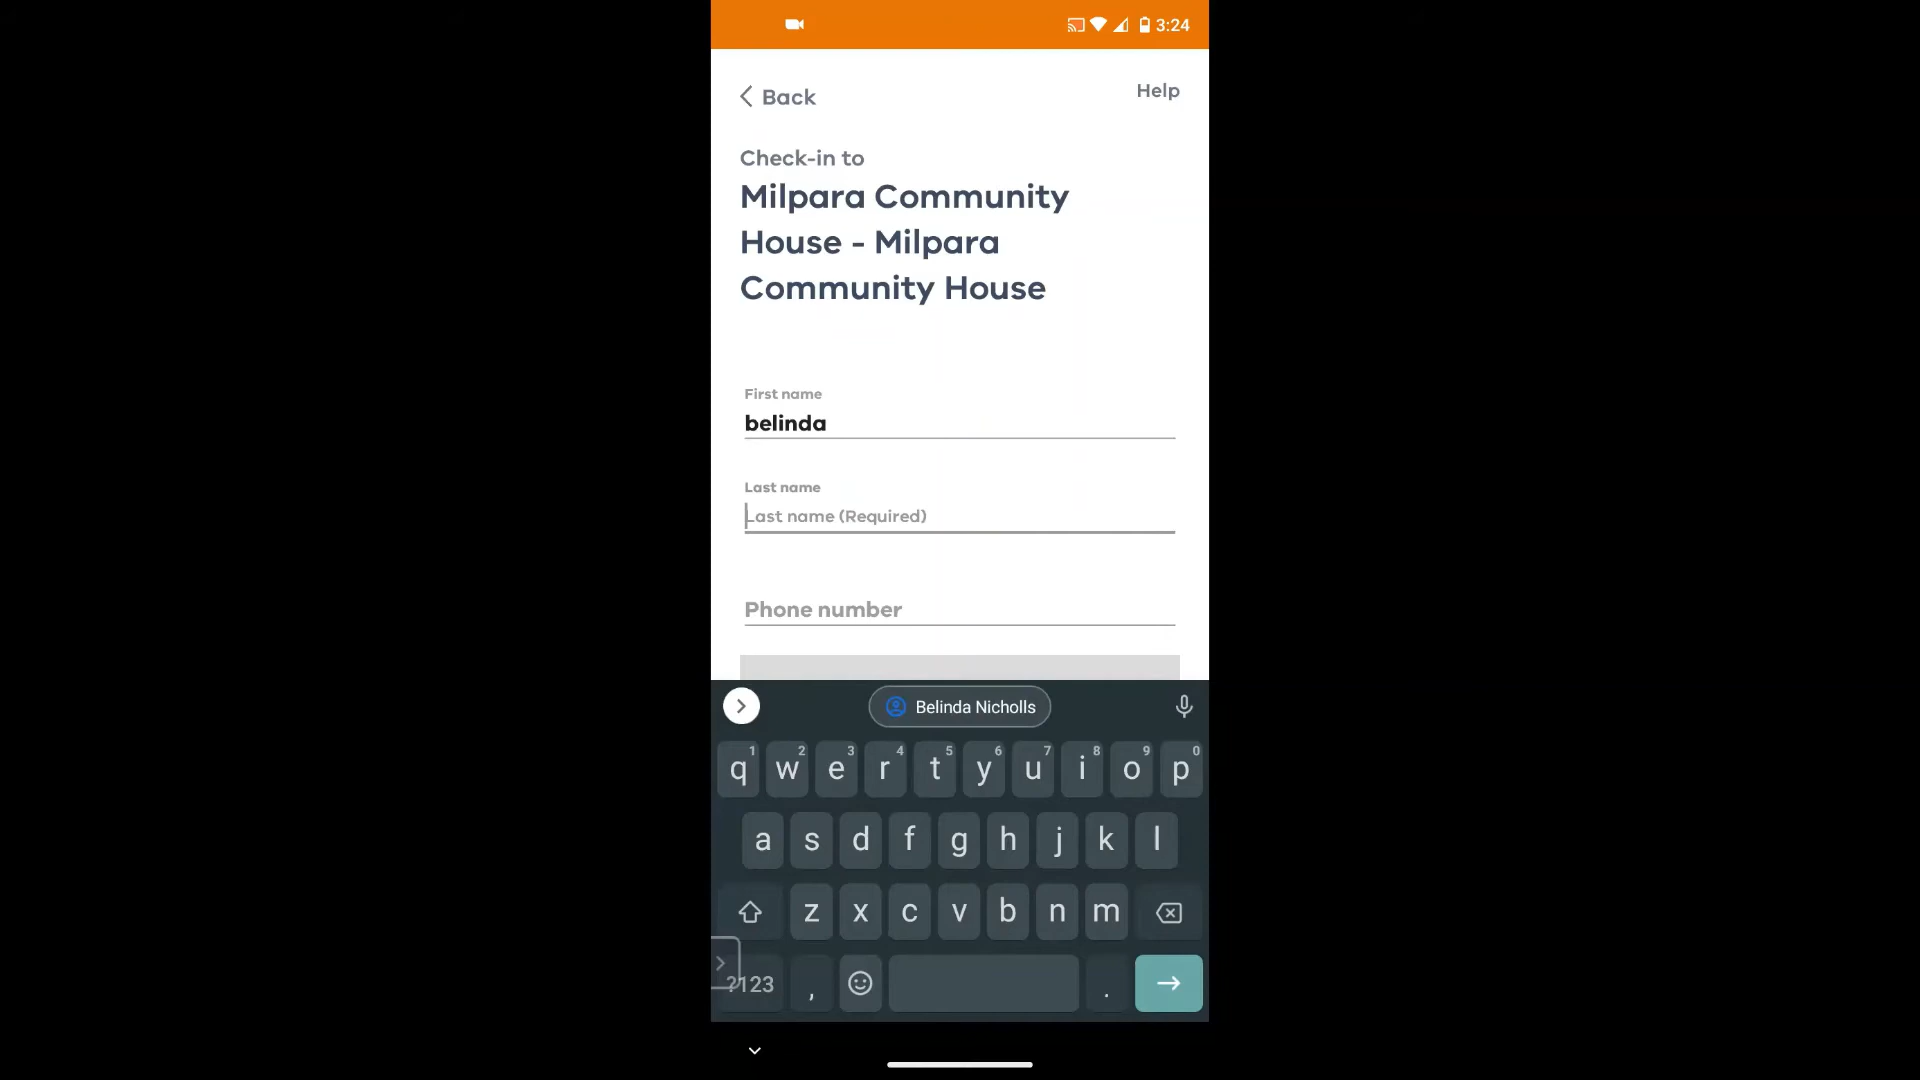 3:24
Back
Help
Check-in to
Milpara Community
House - Milpara
Community House
First name
belinda
Last name
Last name (Required)
Phone number
Belinda Nicholls
1 2 3 4 5 6 7 8 9 0
q w e r t y u i o p
a s d f g h j k l
z x c v b n m
?123 , .